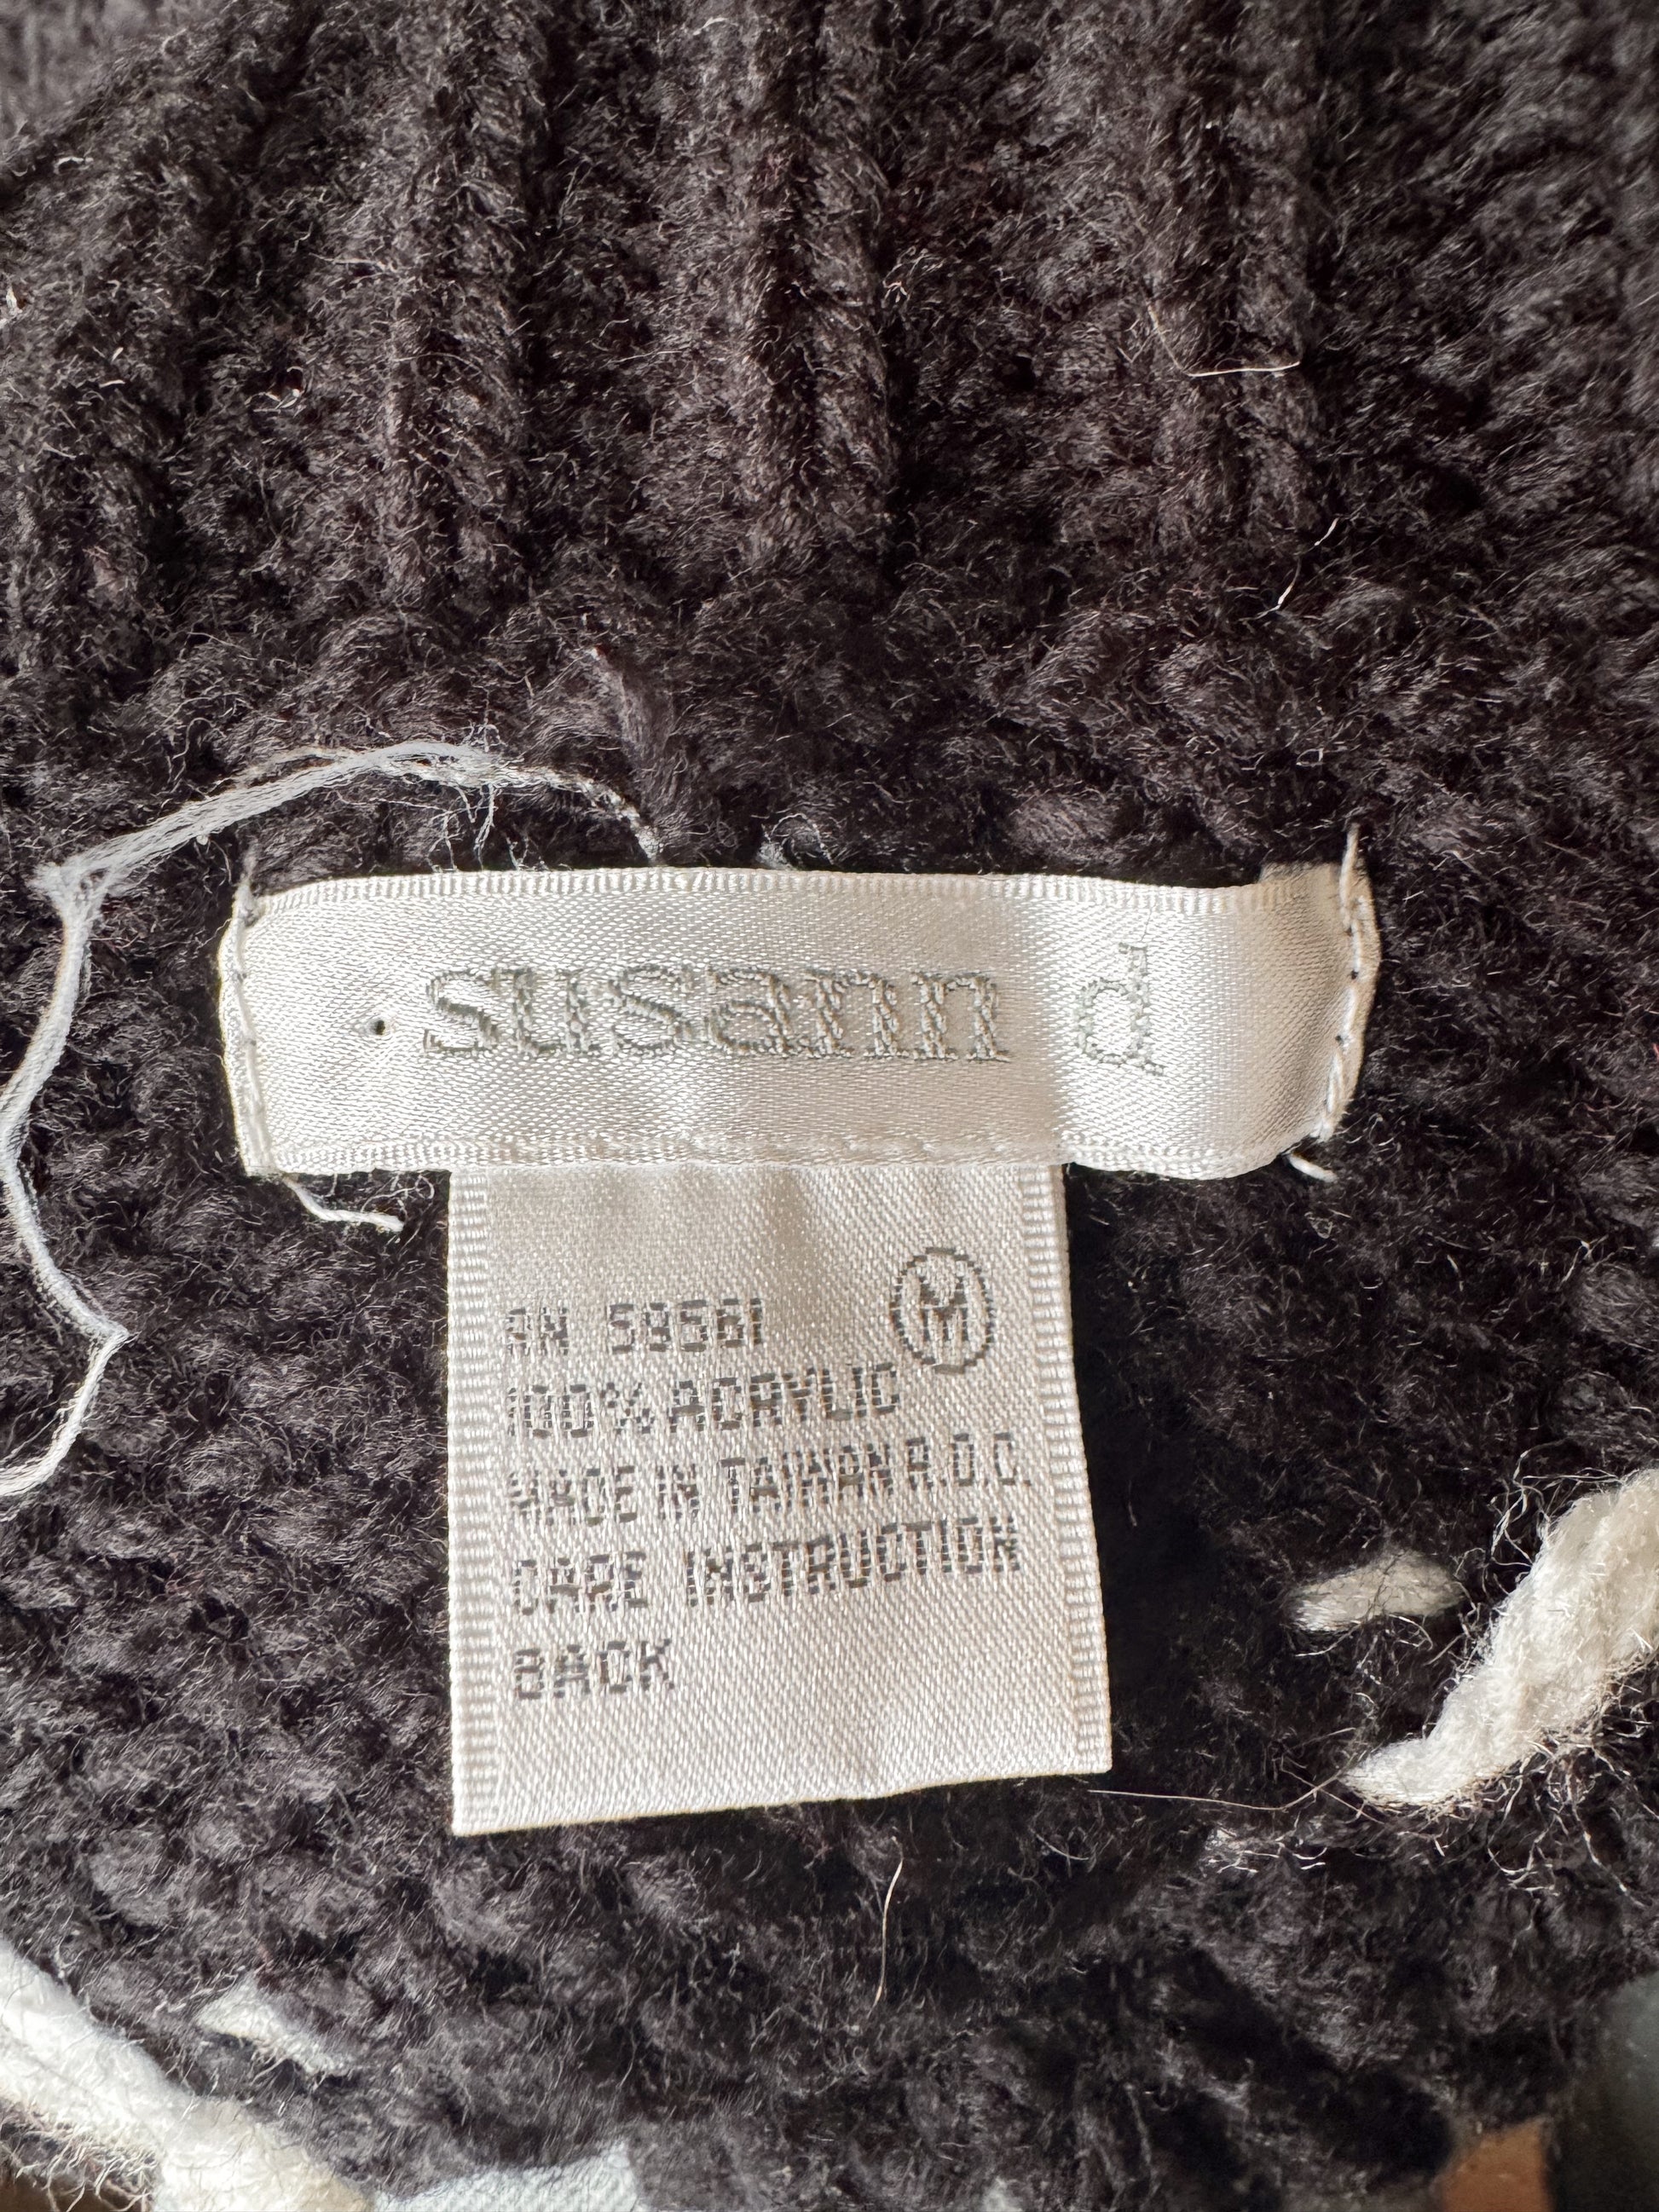 susann d
M
RN 59561
100% ACRYLIC
MADE IN TAIWAN R.O.C.
CARE INSTRUCTION
BACK